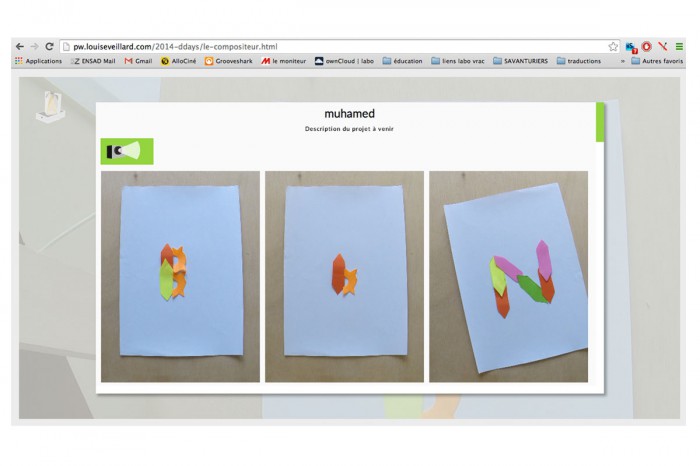 pw.louiseveillard.com/2014-ddays/le-compositeur.html
Applications ENSAD Mail Gmail AlloCiné Grooveshark le moniteur ownCloud | labo éducation liens labo vrac SAVANTURIERS traductions » Autres favoris
muhamed
Description du projet à venir
B b N